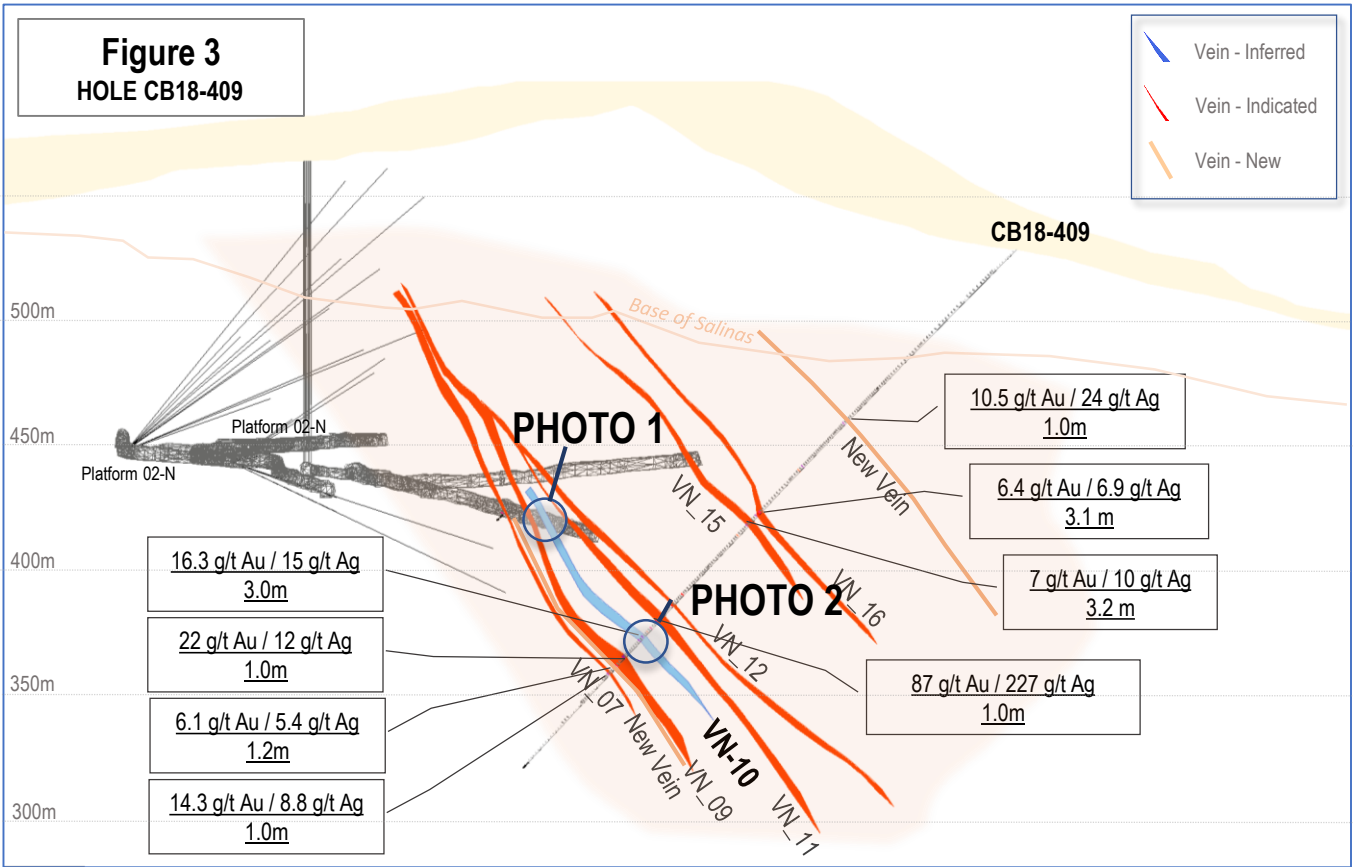 Figure 3
HOLE CB18-409
Vein - Inferred
Vein - Indicated
Vein - New
CB18-409
500m
Base of Salinas
450m
Platform 02-N
Platform 02-N
PHOTO 1
10.5 g/t Au / 24 g/t Ag
1.0m
New Vein
VN_15
6.4 g/t Au / 6.9 g/t Ag
3.1 m
400m
16.3 g/t Au / 15 g/t Ag
3.0m
7 g/t Au / 10 g/t Ag
3.2 m
PHOTO 2
VN_16
22 g/t Au / 12 g/t Ag
1.0m
VN_12
350m
VN_07
87 g/t Au / 227 g/t Ag
1.0m
6.1 g/t Au / 5.4 g/t Ag
1.2m
New Vein
VN-10
VN_09
14.3 g/t Au / 8.8 g/t Ag
1.0m
VN_11
300m